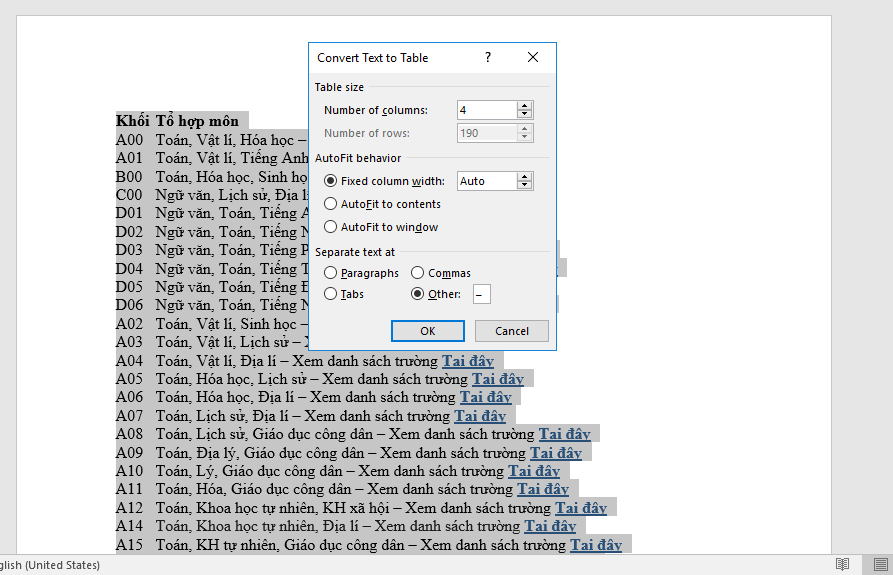 Convert Text to Table ?
Table size
Number of columns: 4
Number of rows: 190
AutoFit behavior
Fixed column width: Auto
AutoFit to contents
AutoFit to window
Separate text at
Paragraphs Commas
Tabs Other: –
OK Cancel
Khối Tổ hợp môn
A00 Toán, Vật lí, Hóa học –
A01 Toán, Vật lí, Tiếng Anh
B00 Toán, Hóa học, Sinh
C00 Ngữ văn, Lịch sử, Địa
D01 Ngữ văn, Toán, Tiếng
D02 Ngữ văn, Toán, Tiếng
D03 Ngữ văn, Toán, Tiếng
D04 Ngữ văn, Toán, Tiếng
D05 Ngữ văn, Toán, Tiếng
D06 Ngữ văn, Toán, Tiếng
A02 Toán, Vật lí, Sinh học –
A03 Toán, Vật lí, Lịch sử –
A04 Toán, Vật lí, Địa lí – Xem danh sách trường Tai đây
A05 Toán, Hóa học, Lịch sử – Xem danh sách trường Tai đây
A06 Toán, Hóa học, Địa lí – Xem danh sách trường Tai đây
A07 Toán, Lịch sử, Địa lí – Xem danh sách trường Tai đây
A08 Toán, Lịch sử, Giáo dục công dân – Xem danh sách trường Tai đây
A09 Toán, Địa lý, Giáo dục công dân – Xem danh sách trường Tai đây
A10 Toán, Lý, Giáo dục công dân – Xem danh sách trường Tai đây
A11 Toán, Hóa, Giáo dục công dân – Xem danh sách trường Tai đây
A12 Toán, Khoa học tự nhiên, KH xã hội – Xem danh sách trường Tai đây
A14 Toán, Khoa học tự nhiên, Địa lí – Xem danh sách trường Tai đây
A15 Toán, KH tự nhiên, Giáo dục công dân – Xem danh sách trường Tai đây
glish (United States)